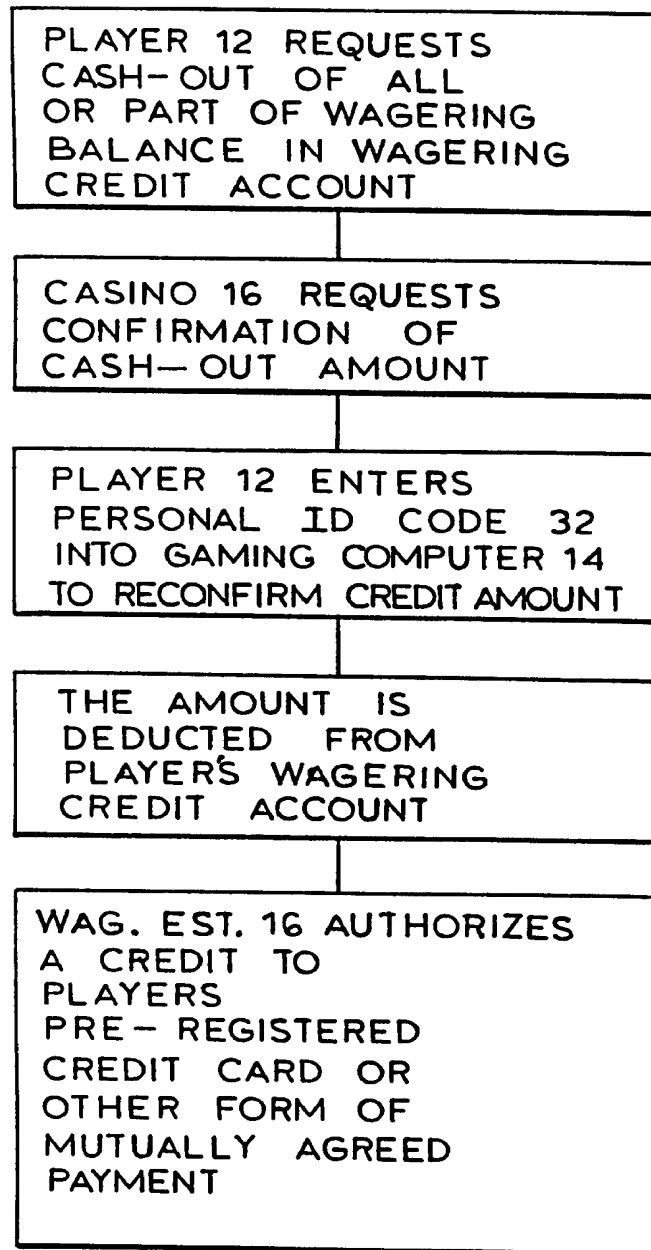 PLAYER 12 REQUESTS
CASH-OUT OF ALL
OR PART OF WAGERING
BALANCE IN WAGERING
CREDIT ACCOUNT
CASINO 16 REQUESTS
CONFIRMATION OF
CASH-OUT AMOUNT
PLAYER 12 ENTERS
PERSONAL ID CODE 32
INTO GAMING COMPUTER 14
TO RECONFIRM CREDIT AMOUNT
THE AMOUNT IS
DEDUCTED FROM
PLAYER'S WAGERING
CREDIT ACCOUNT
WAG. EST. 16 AUTHORIZES
A CREDIT TO
PLAYERS
PRE-REGISTERED
CREDIT CARD OR
OTHER FORM OF
MUTUALLY AGREED
PAYMENT